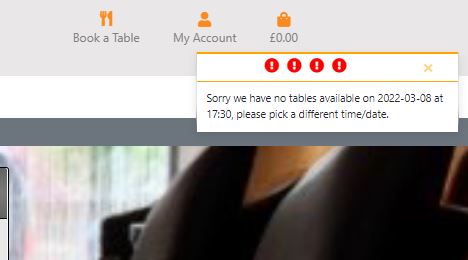 Book a Table
My Account
£0.00
Sorry we have no tables available on 2022-03-08 at
17:30, please pick a different time/date.